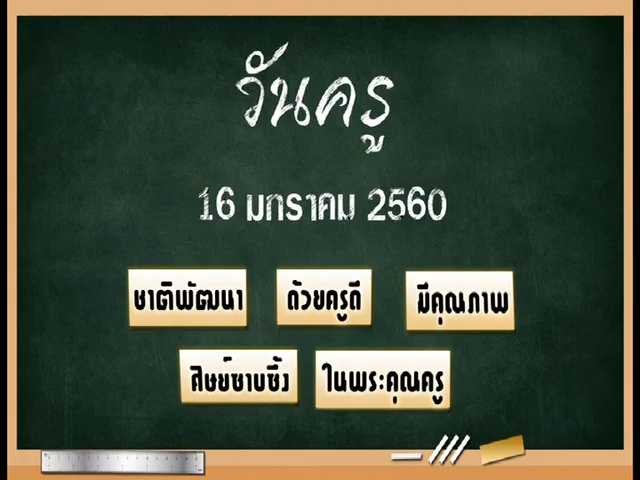 วันครู
16 มกราคม 2560
ชาติพัฒนา ด้วยครูดี มีคุณภาพ
ศิษย์ซาบซึ้ง ในพระคุณครู